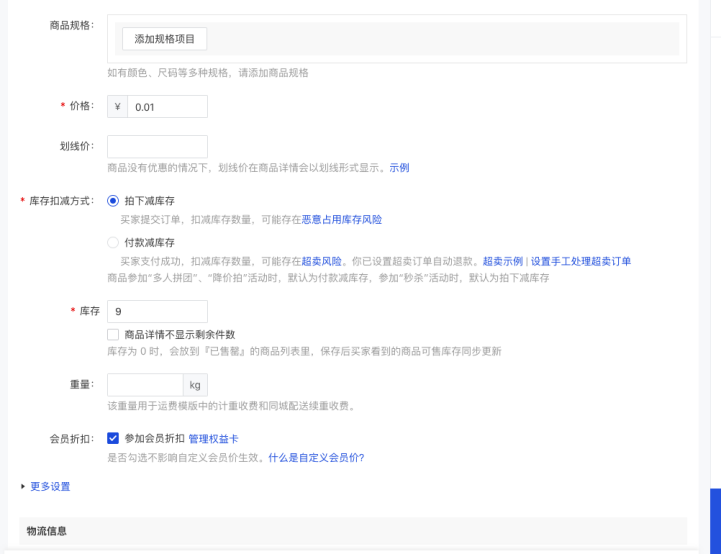 商品规格：
添加规格项目
如有颜色、尺码等多种规格，请添加商品规格
* 价格： ¥ 0.01
划线价：
商品没有优惠的情况下，划线价在商品详情会以划线形式显示。示例
* 库存扣减方式： 拍下减库存
买家提交订单，扣减库存数量，可能存在恶意占用库存风险
付款减库存
买家支付成功，扣减库存数量，可能存在超卖风险。你已设置超卖订单自动退款。超卖示例 | 设置手工处理超卖订单
商品参加“多人拼团”、“降价拍”活动时，默认为付款减库存，参加“秒杀”活动时，默认为拍下减库存
* 库存 9
商品详情不显示剩余件数
库存为 0 时，会放到『已售罄』的商品列表里，保存后买家看到的商品可售库存同步更新
重量： kg
该重量用于运费模版中的计重收费和同城配送续重收费。
会员折扣： 参加会员折扣 管理权益卡
是否勾选不影响自定义会员价生效。什么是自定义会员价?
更多设置
物流信息